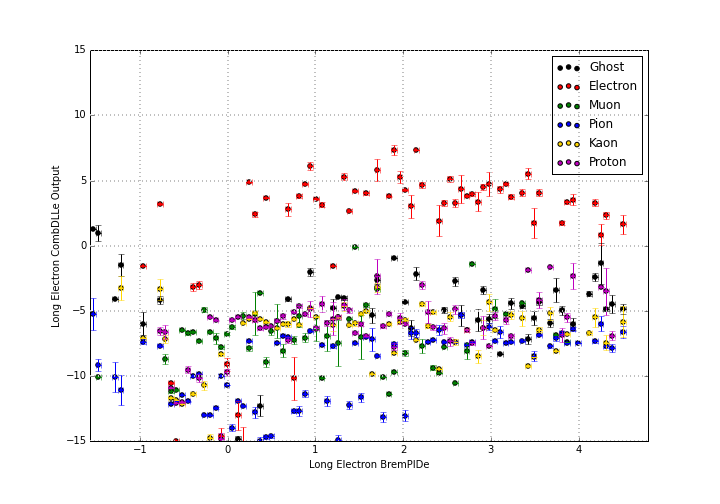 15
10
5
0
−5
−10
−15
Long Electron CombDLLe Output
Ghost
Electron
Muon
Pion
Kaon
Proton
−1 0 1 2 3 4
Long Electron BremPIDe